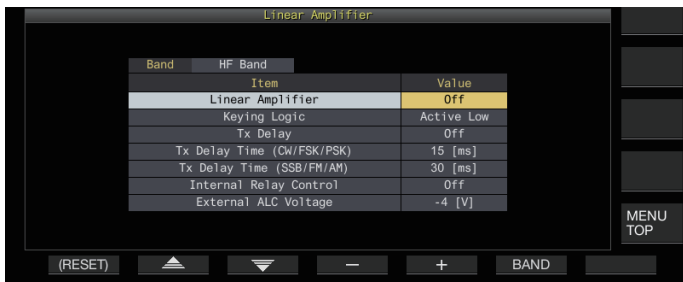 Linear Amplifier
Band HF Band
Item Value
Linear Amplifier Off
Keying Logic Active Low
Tx Delay Off
Tx Delay Time (CW/FSK/PSK) 15 [ms]
Tx Delay Time (SSB/FM/AM) 30 [ms]
Internal Relay Control Off
External ALC Voltage -4 [V]
MENU
TOP
(RESET) − + BAND